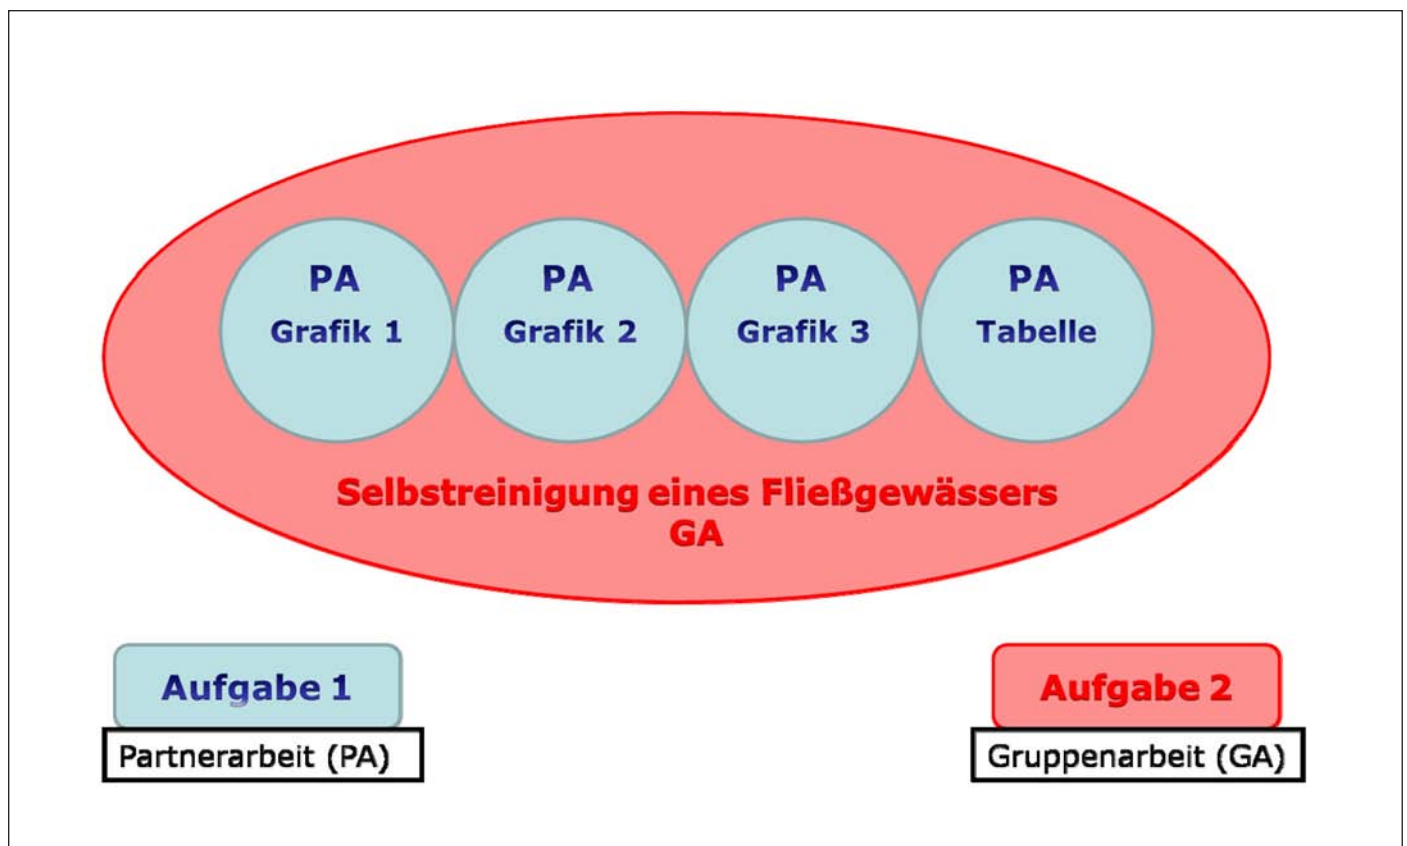 PA
Grafik 1
PA
Grafik 2
PA
Grafik 3
PA
Tabelle
Selbstreinigung eines Fließgewässers
GA
Aufgabe 1
Partnerarbeit (PA)
Aufgabe 2
Gruppenarbeit (GA)